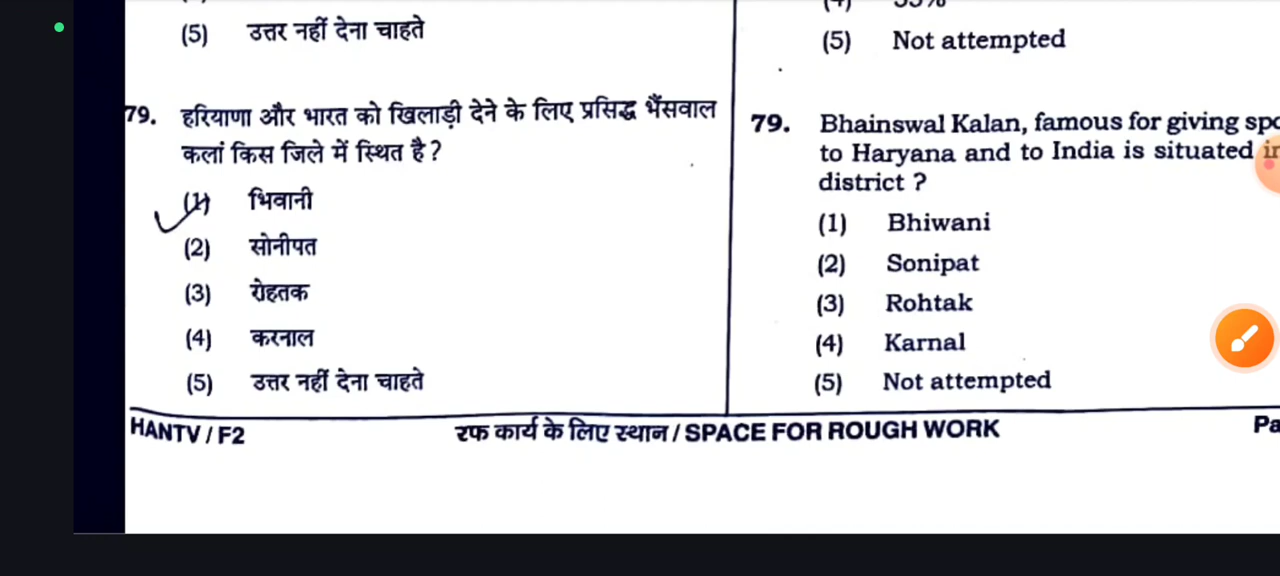 (5) उत्तर नहीं देना चाहते
79. हरियाणा और भारत को खिलाड़ी देने के लिए प्रसिद्ध भैंसवाल
कलां किस जिले में स्थित है?
(1) भिवानी
(2) सोनीपत
(3) रोहतक
(4) करनाल
(5) उत्तर नहीं देना चाहते
(5) Not attempted
79. Bhainswal Kalan, famous for giving
to Haryana and to India is situated
district ?
(1) Bhiwani
(2) Sonipat
(3) Rohtak
(4) Karnal
(5) Not attempted
HANTV / F2 रफ कार्य के लिए स्थान / SPACE FOR ROUGH WORK